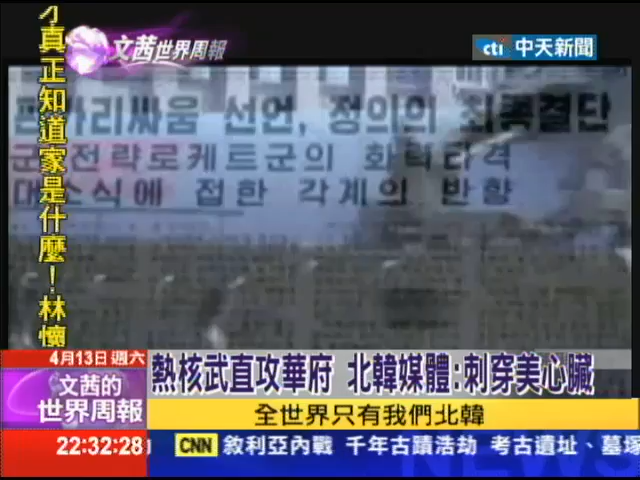 才真正知道家是什麼！林懷
文茜世界周報
cti 中天新聞
판가리싸움 선언, 정의의 최후결단
군 전략로케트군의 화력타격
대소식에 접한 각계의 반향
4月13日 週六
文茜的
世界周報
熱核武直攻華府 北韓媒體:刺穿美心臟
全世界只有我們北韓
22:32:28
CNN 敘利亞內戰 千年古蹟浩劫 考古遺址、墓塚
NEWS